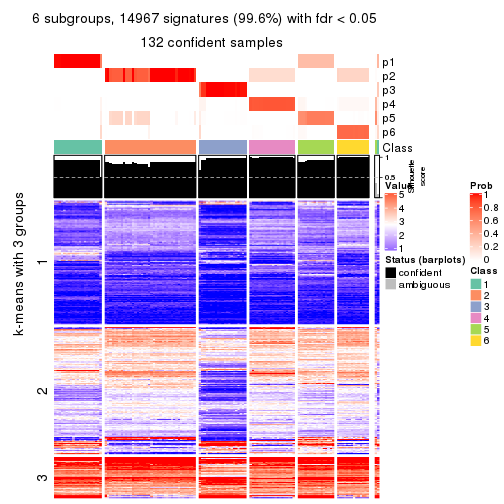 6 subgroups, 14967 signatures (99.6%) with fdr < 0.05
132 confident samples
p1
p2
p3
p4
p5
p6
Class
1
0.5
0
Silhouette
score
k-means with 3 groups
1
2
3
Value
5
4
3
2
1
Status (barplots)
confident
ambiguous
Prob
1
0.8
0.6
0.4
0.2
0
Class
1
2
3
4
5
6